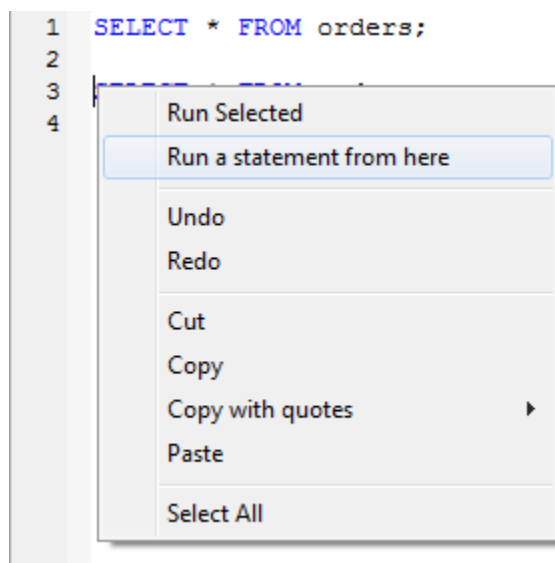 1 SELECT * FROM orders;
2
3
4
Run Selected
Run a statement from here
Undo
Redo
Cut
Copy
Copy with quotes
Paste
Select All